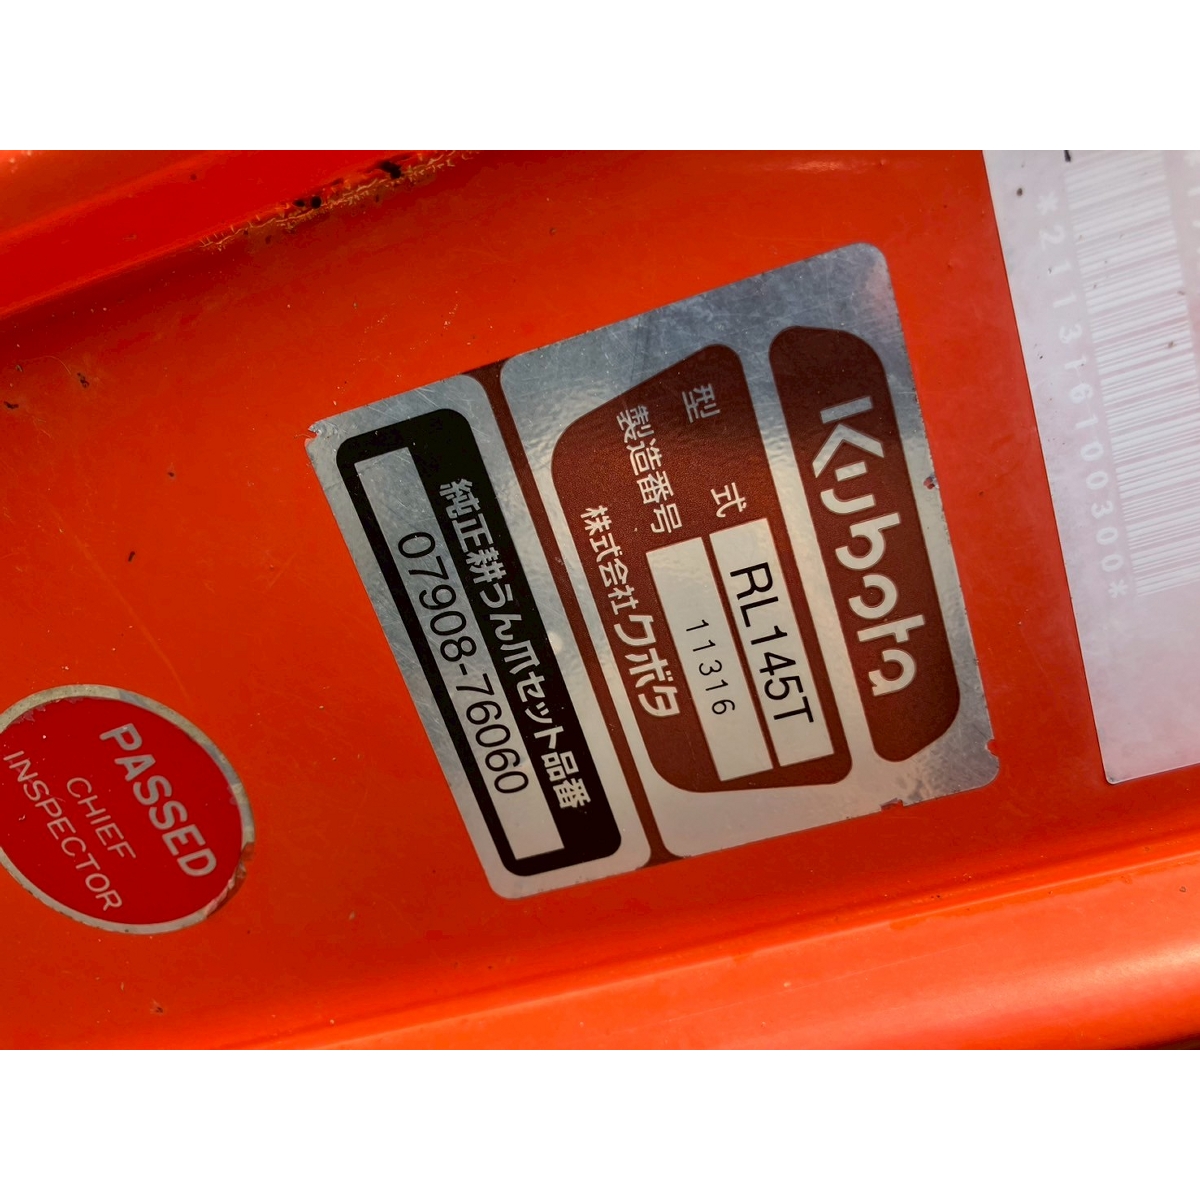 Kubota
型式 RL145T
製造番号 11316
株式会社クボタ
純正耕うん爪セット品番
07908-76060
PASSED
CHIEF
INSPECTOR
*211316100300*